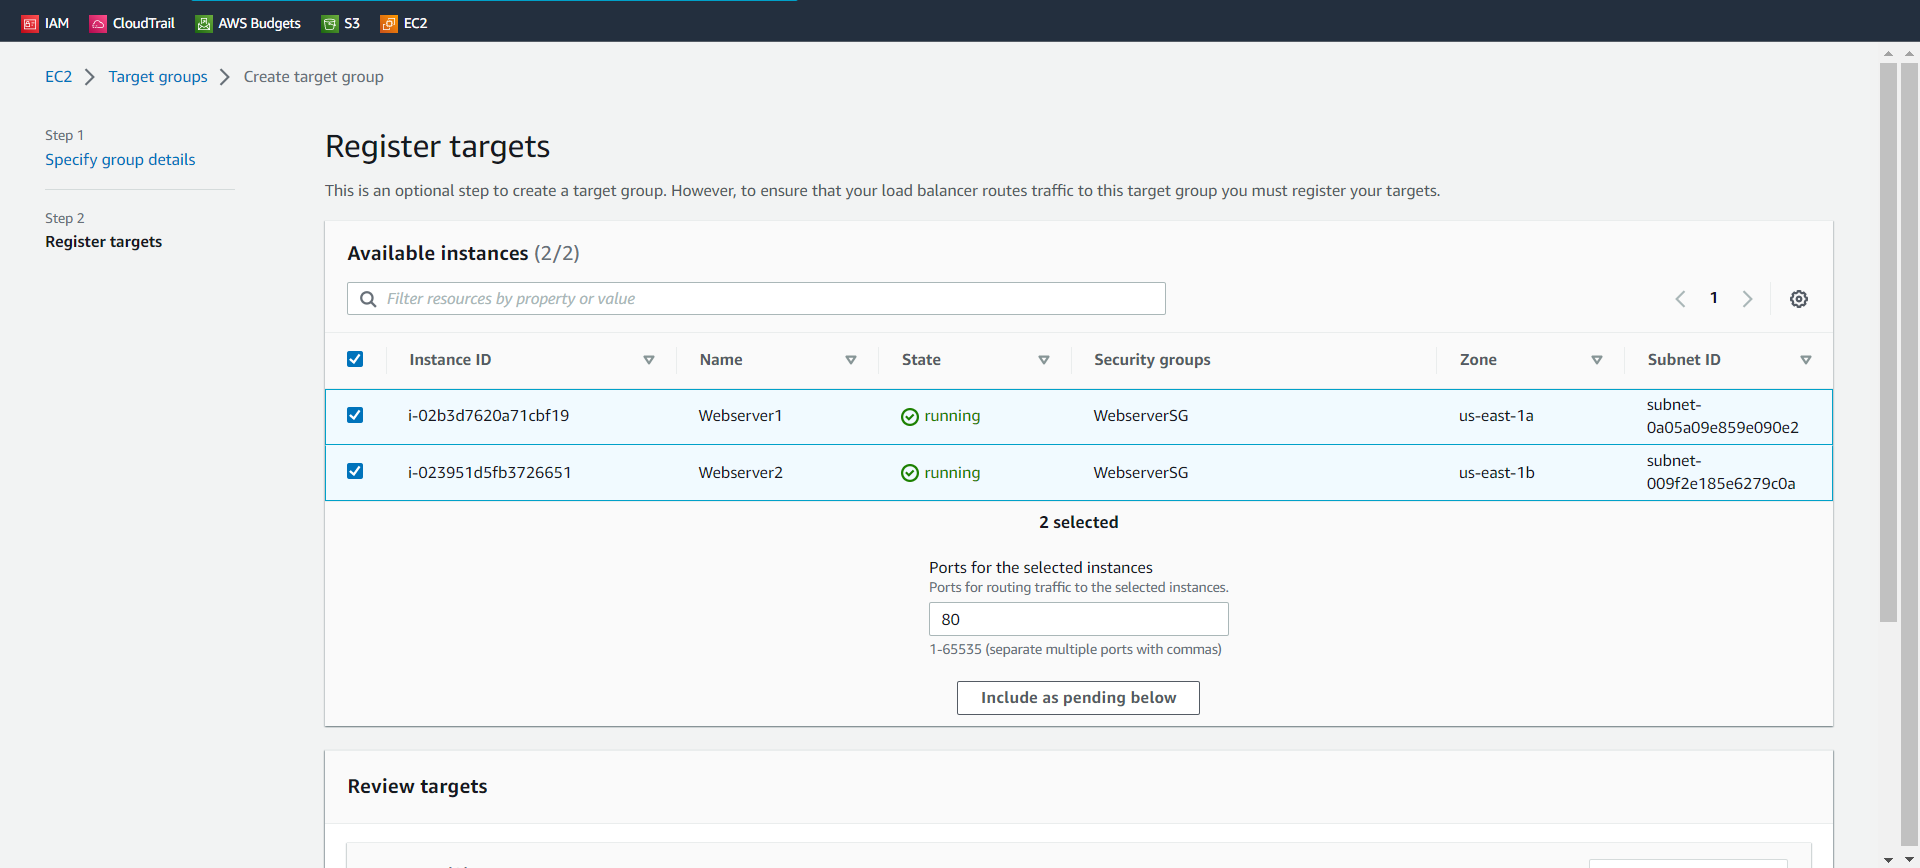 IAM CloudTrail AWS Budgets S3 EC2
EC2 Target groups Create target group
Step 1
Specify group details
Step 2
Register targets
Register targets
This is an optional step to create a target group. However, to ensure that your load balancer routes traffic to this target group you must register your targets.
Available instances (2/2)
Filter resources by property or value
1
Instance ID Name State Security groups Zone Subnet ID
i-02b3d7620a71cbf19 Webserver1 running WebserverSG us-east-1a subnet-
0a05a09e859e090e2
i-023951d5fb3726651 Webserver2 running WebserverSG us-east-1b subnet-
009f2e185e6279c0a
2 selected
Ports for the selected instances
Ports for routing traffic to the selected instances.
80
1-65535 (separate multiple ports with commas)
Include as pending below
Review targets